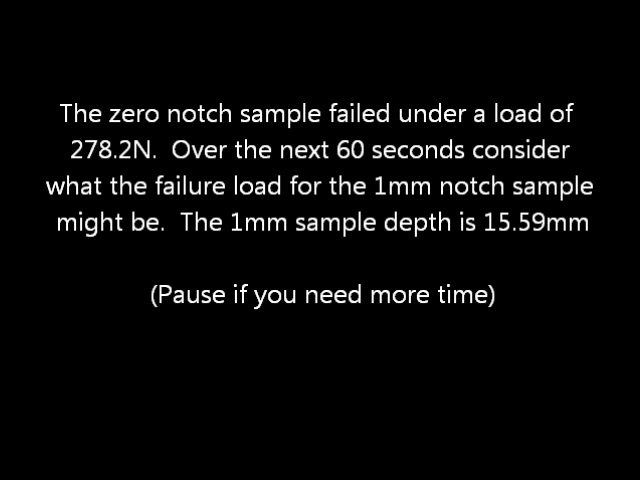 The zero notch sample failed under a load of
278.2N.  Over the next 60 seconds consider
what the failure load for the 1mm notch sample
might be.  The 1mm sample depth is 15.59mm
(Pause if you need more time)